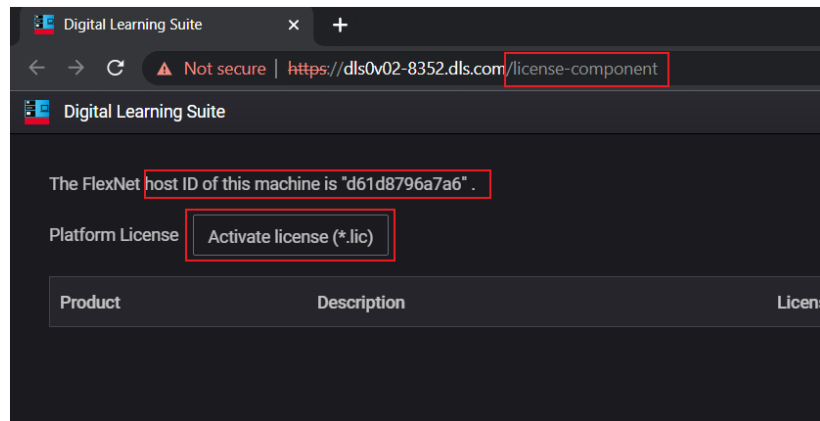 Digital Learning Suite × +
Not secure | https://dls0v02-8352.dls.com/license-component
Digital Learning Suite
The FlexNet host ID of this machine is "d61d8796a7a6" .
Platform License Activate license (*.lic)
Product Description Licens